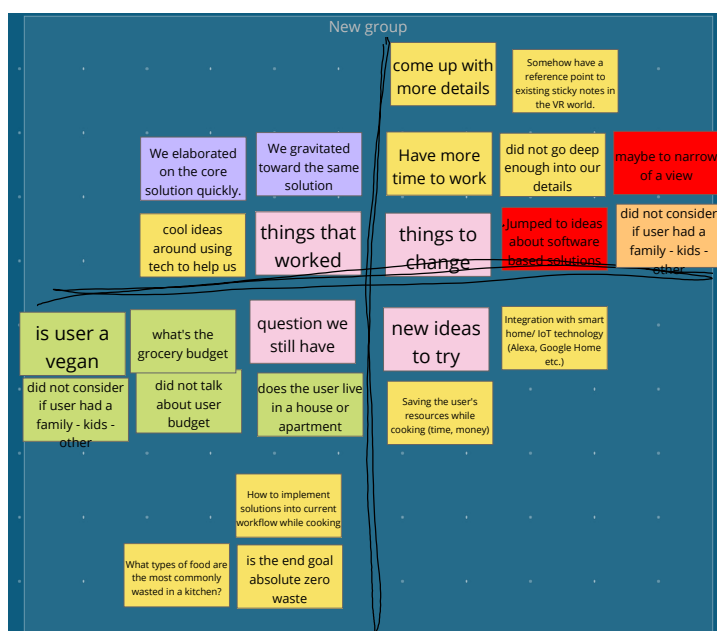 New group
come up with
more details
Somehow have a
reference point to
existing sticky notes in
the VR world.
We elaborated
on the core
solution quickly.
We gravitated
toward the same
solution
Have more
time to work
did not go deep
enough into our
details
maybe to narrow
of a view
cool ideas
around using
tech to help us
things that
worked
things to
change
Jumped to ideas
about software
based solutions
did not consider
if user had a
family - kids -
other
is user a
vegan
what's the
grocery budget
question we
still have
new ideas
to try
Integration with smart
home/ IoT technology
(Alexa, Google Home
etc.)
did not consider
if user had a
family - kids -
other
did not talk
about user
budget
does the user live
in a house or
apartment
Saving the user's
resources while
cooking (time, money)
How to implement
solutions into current
workflow while cooking
What types of food are
the most commonly
wasted in a kitchen?
is the end goal
absolute zero
waste